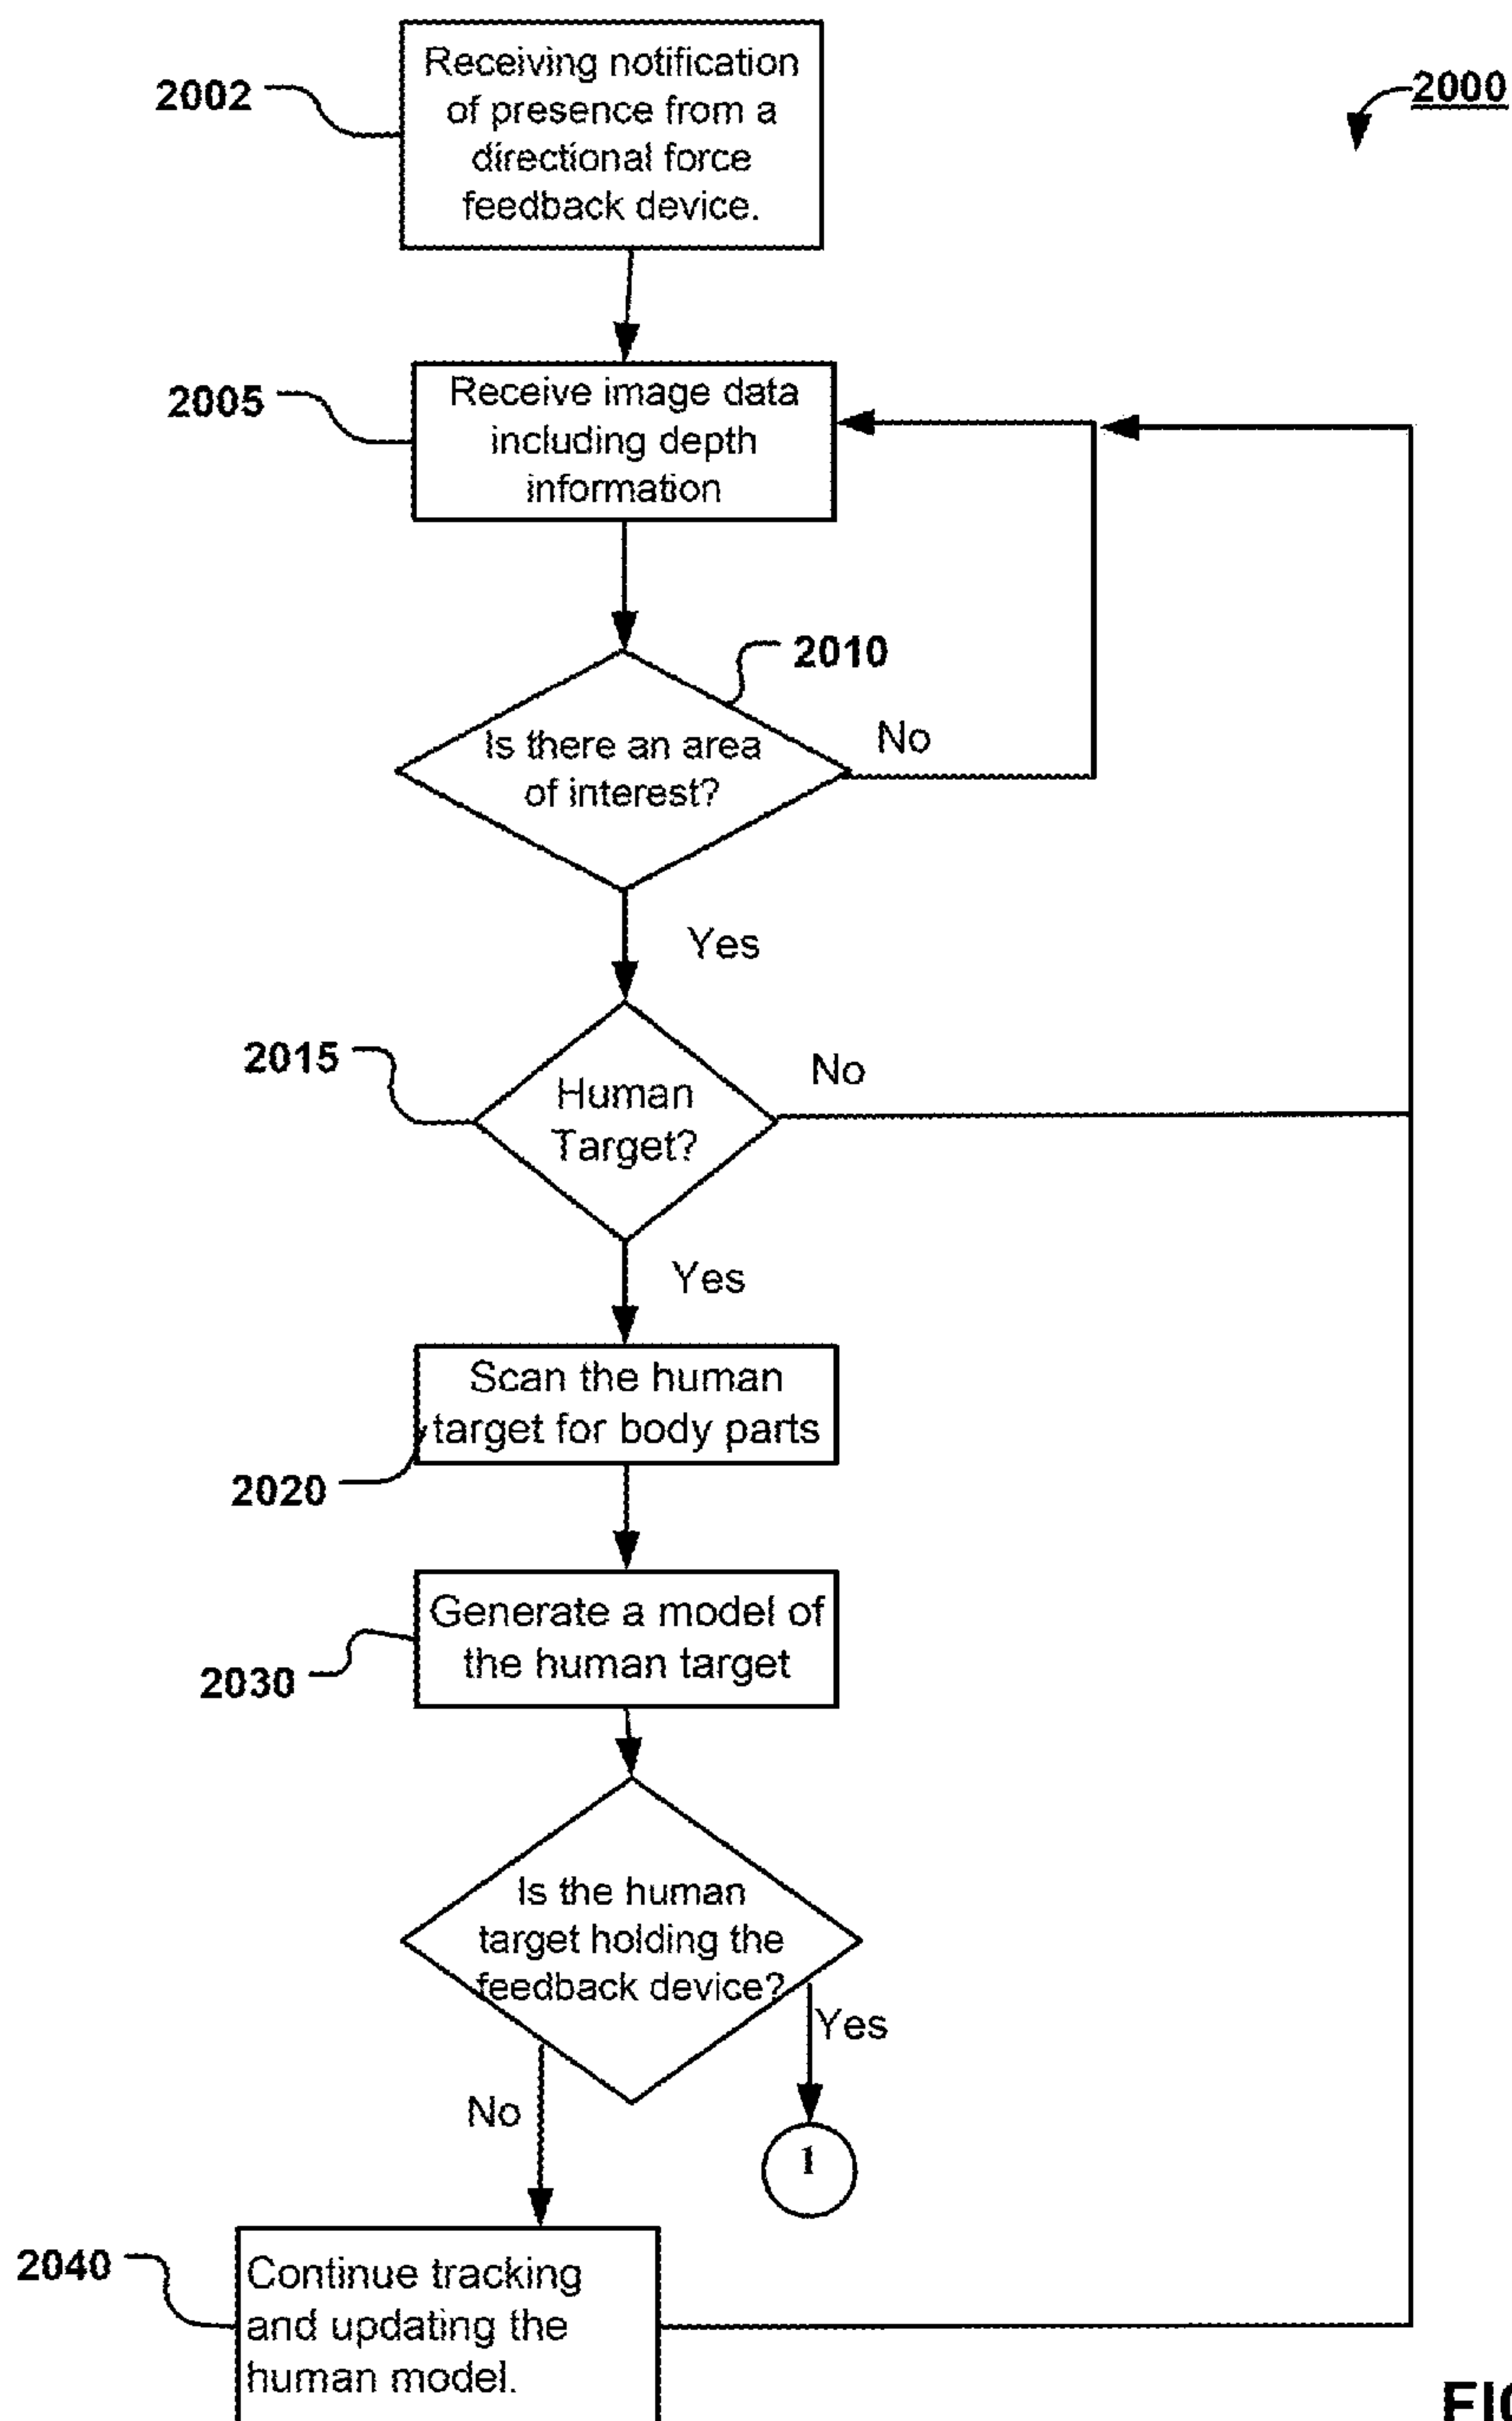 Receiving notification
of presence from a
directional force
feedback device.
2002
2000
Receive image data
including depth
information
2005
2010
Is there an area
of interest?
No
Yes
2015
Human
Target?
No
Yes
Scan the human
target for body parts
2020
Generate a model of
the human target
2030
Is the human
target holding the
feedback device?
Yes
No
1
2040
Continue tracking
and updating the
human model.